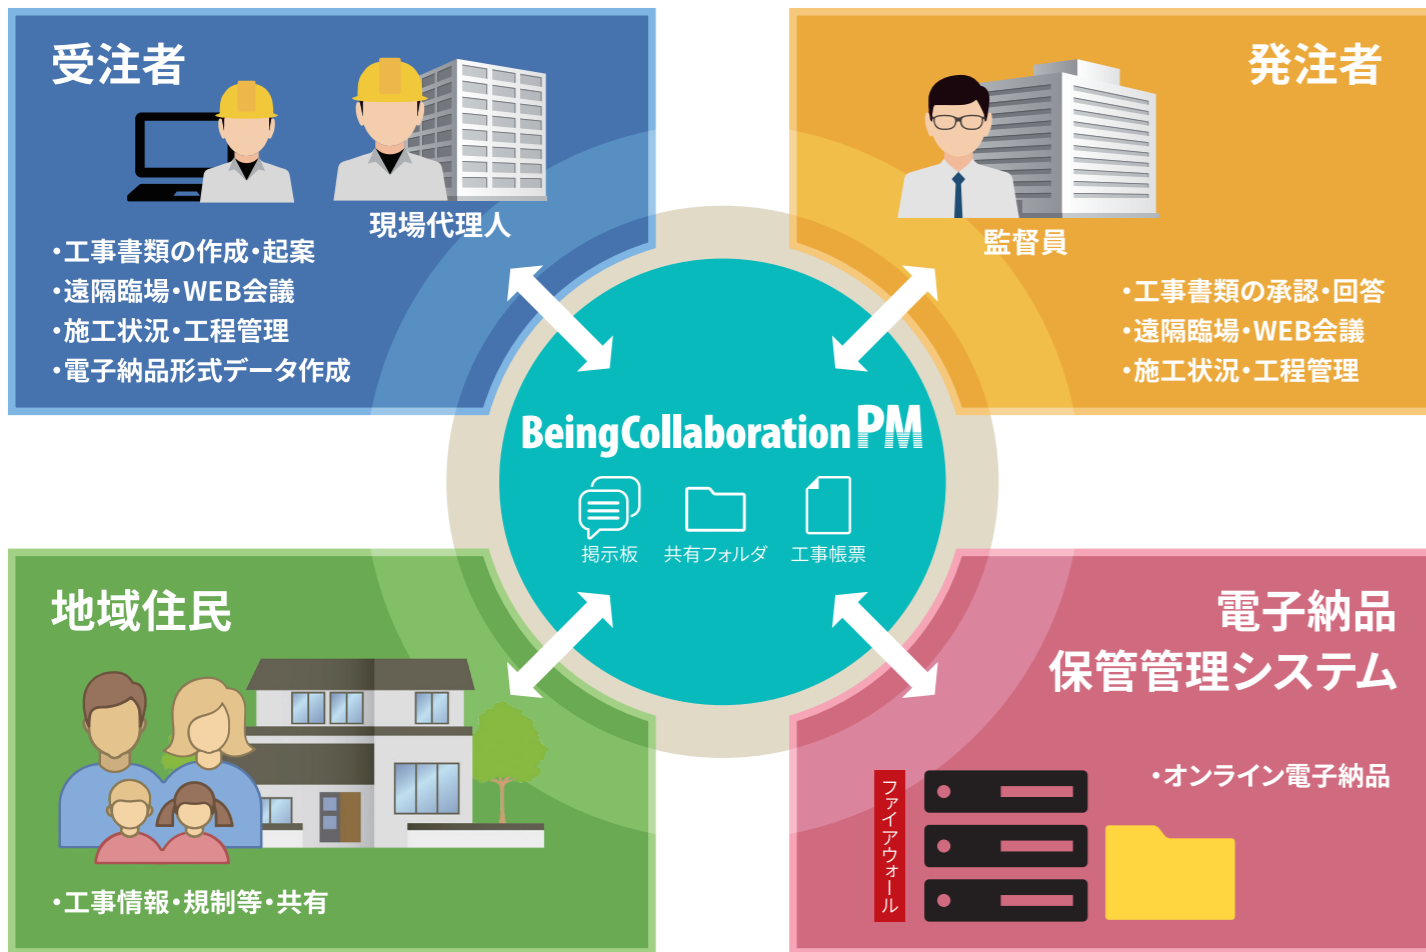 受注者
現場代理人
・工事書類の作成・起案
・遠隔臨場・WEB会議
・施工状況・工程管理
・電子納品形式データ作成
発注者
監督員
・工事書類の承認・回答
・遠隔臨場・WEB会議
・施工状況・工程管理
BeingCollaboration PM
掲示板 共有フォルダ 工事帳票
地域住民
・工事情報・規制等・共有
電子納品
保管管理システム
・オンライン電子納品
ファイアウォール